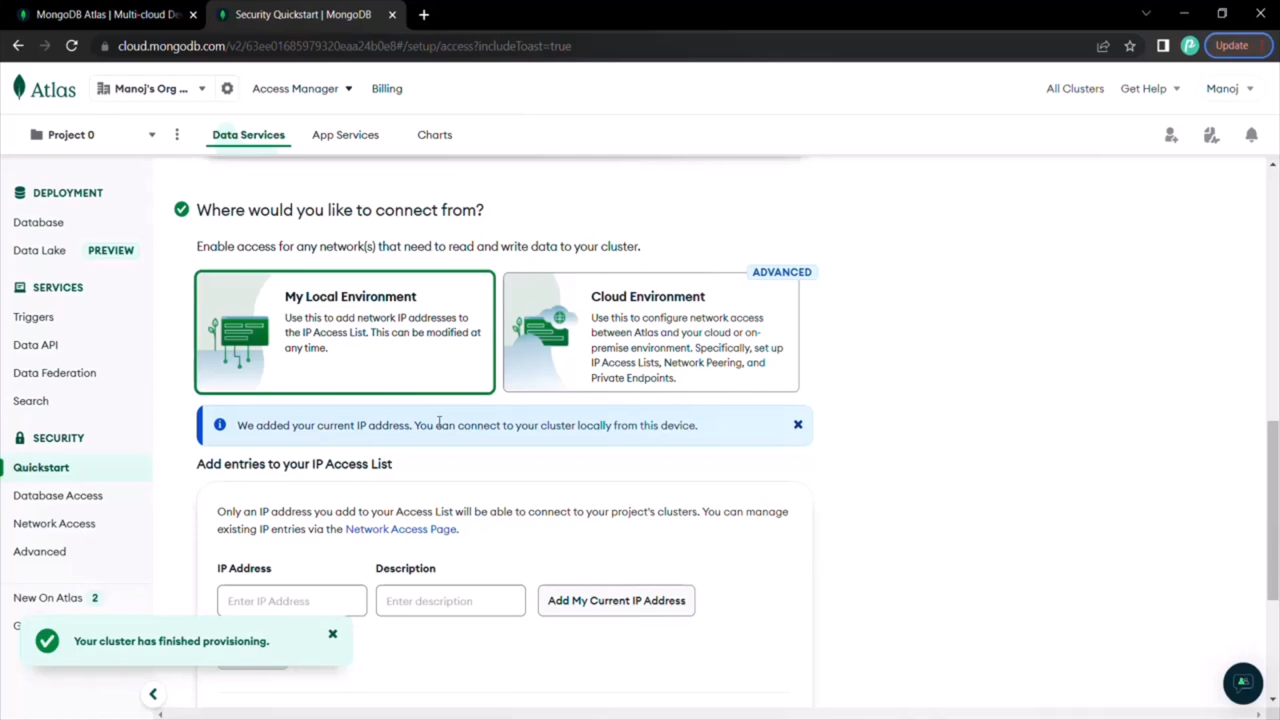 MongoDB Atlas | Multi-cloud De
Security Quickstart | MongoDB
cloud.mongodb.com/v2/63ee01685979320eaa24b0e8#/setup/access?includeToast=true
Update
Atlas
Manoj's Org ...
Access Manager
Billing
All Clusters
Get Help
Manoj
Project 0
Data Services
App Services
Charts
DEPLOYMENT
Database
Data Lake
PREVIEW
SERVICES
Triggers
Data API
Data Federation
Search
SECURITY
Quickstart
Database Access
Network Access
Advanced
New On Atlas 2
G
Your cluster has finished provisioning.
Where would you like to connect from?
Enable access for any network(s) that need to read and write data to your cluster.
My Local Environment
Use this to add network IP addresses to
the IP Access List. This can be modified at
any time.
ADVANCED
Cloud Environment
Use this to configure network access
between Atlas and your cloud or on-
premise environment. Specifically, set up
IP Access Lists, Network Peering, and
Private Endpoints.
We added your current IP address. You can connect to your cluster locally from this device.
Add entries to your IP Access List
Only an IP address you add to your Access List will be able to connect to your project's clusters. You can manage
existing IP entries via the Network Access Page.
IP Address
Description
Enter IP Address
Enter description
Add My Current IP Address